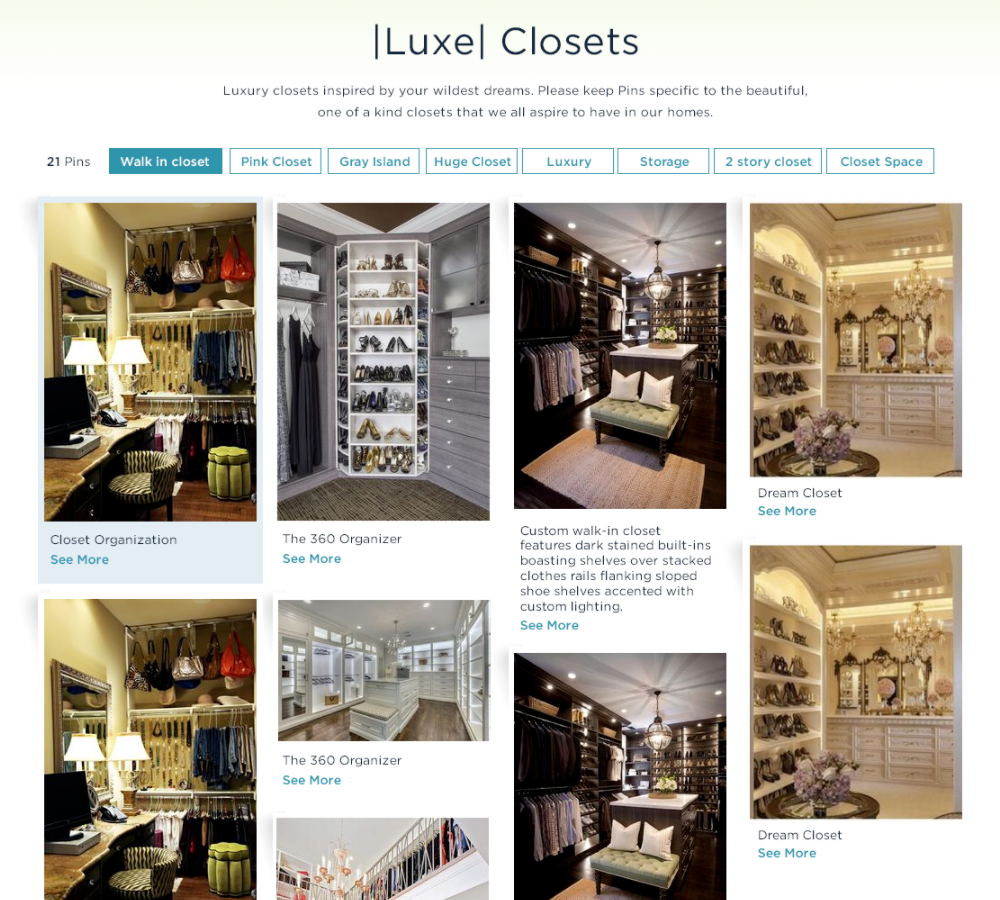 |Luxe| Closets
Luxury closets inspired by your wildest dreams. Please keep Pins specific to the beautiful,
one of a kind closets that we all aspire to have in our homes.
21 Pins
Walk in closet
Pink Closet
Gray Island
Huge Closet
Luxury
Storage
2 story closet
Closet Space
Closet Organization
See More
The 360 Organizer
See More
Custom walk-in closet
features dark stained built-ins
boasting shelves over stacked
clothes rails flanking sloped
shoe shelves accented with
custom lighting.
See More
Dream Closet
See More
The 360 Organizer
See More
Dream Closet
See More